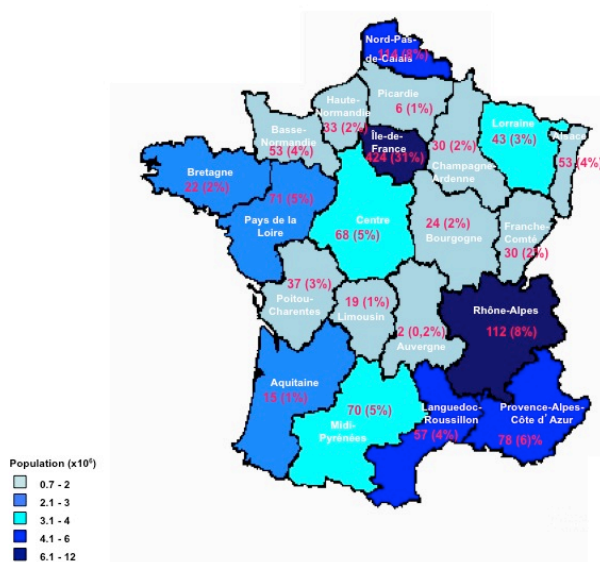 Nord-Pas-
de-Calais
114 (8%)
Picardie
6 (1%)
Haute-
Normandie
33 (2%)
Basse-
Normandie
53 (4%)
Île-de-
France
424 (31%)
30 (2%)
Champagne-
Ardenne
Lorraine
43 (3%)
Alsace
53 (4%)
Bretagne
22 (2%)
71 (5%)
Pays de la
Loire
Centre
68 (5%)
24 (2%)
Bourgogne
Franche-
Comté
30 (2%)
37 (3%)
Poitou-
Charentes
19 (1%)
Limousin
2 (0,2%)
Auvergne
Rhône-Alpes
112 (8%)
Aquitaine
15 (1%)
70 (5%)
Midi-
Pyrénées
Languedoc-
Roussillon
57 (4%)
Provence-Alpes-
Côte d´Azur
78 (6)%
Population (x10⁶)
0.7 - 2
2.1 - 3
3.1 - 4
4.1 - 6
6.1 - 12